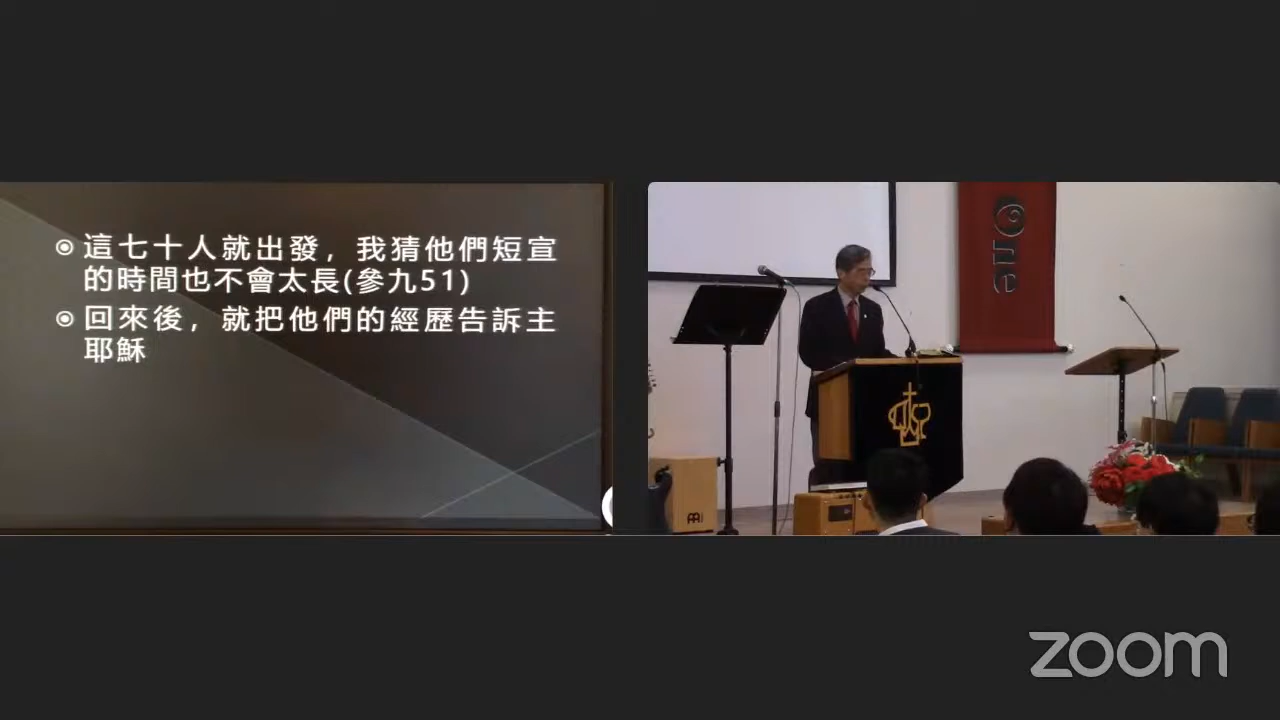 這七十人就出發，我猜他們短宣
的時間也不會太長(參九51)
回來後，就把他們的經歷告訴主
耶穌
One
MEINL
zoom